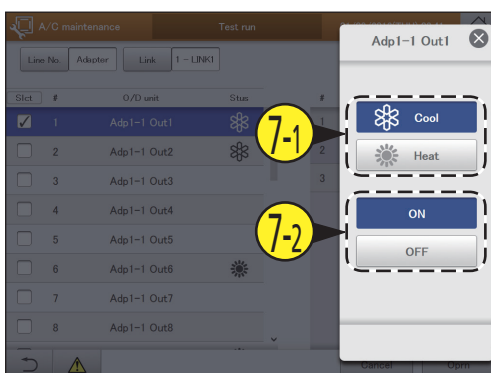 A/C maintenance Test run
Line No. Adapter Link 1 - LINK1
Slct # O/D unit Stus #
1 Adp1-1 Out1 1
2 Adp1-1 Out2 2
3 Adp1-1 Out3 3
4 Adp1-1 Out4
5 Adp1-1 Out5
6 Adp1-1 Out6
7 Adp1-1 Out7
8 Adp1-1 Out8
Cancel Oprn
Adp1-1 Out1
7-1
Cool
Heat
7-2
ON
OFF